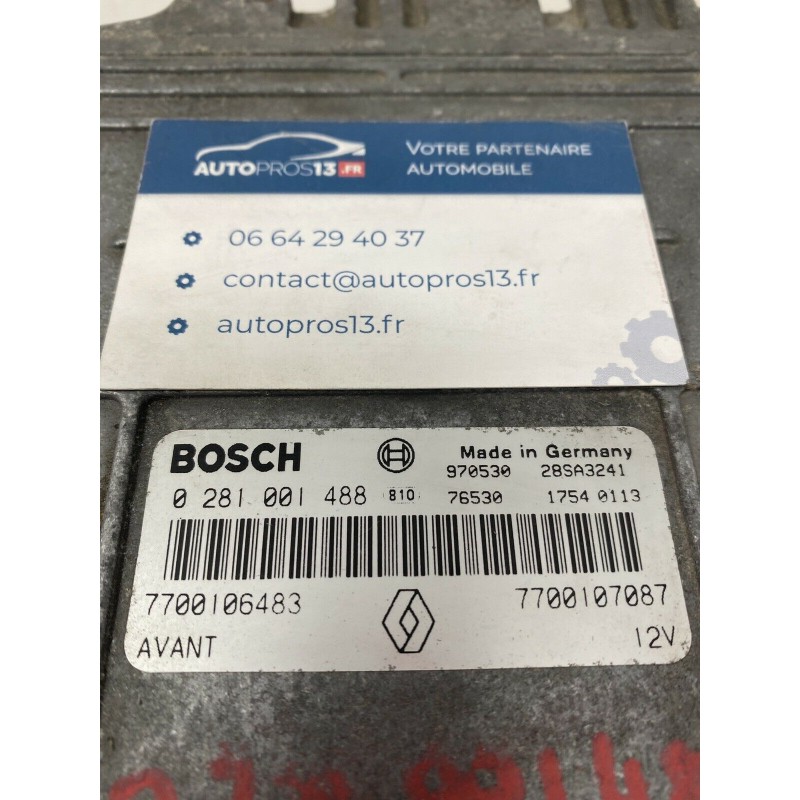 AUTOPROS13.FR
VOTRE PARTENAIRE
AUTOMOBILE
06 64 29 40 37
contact@autopros13.fr
autopros13.fr
BOSCH
Made in Germany
970530 28SA3241
0 281 001 488 810 76530 1754 0113
7700106483 7700107087
AVANT 12V